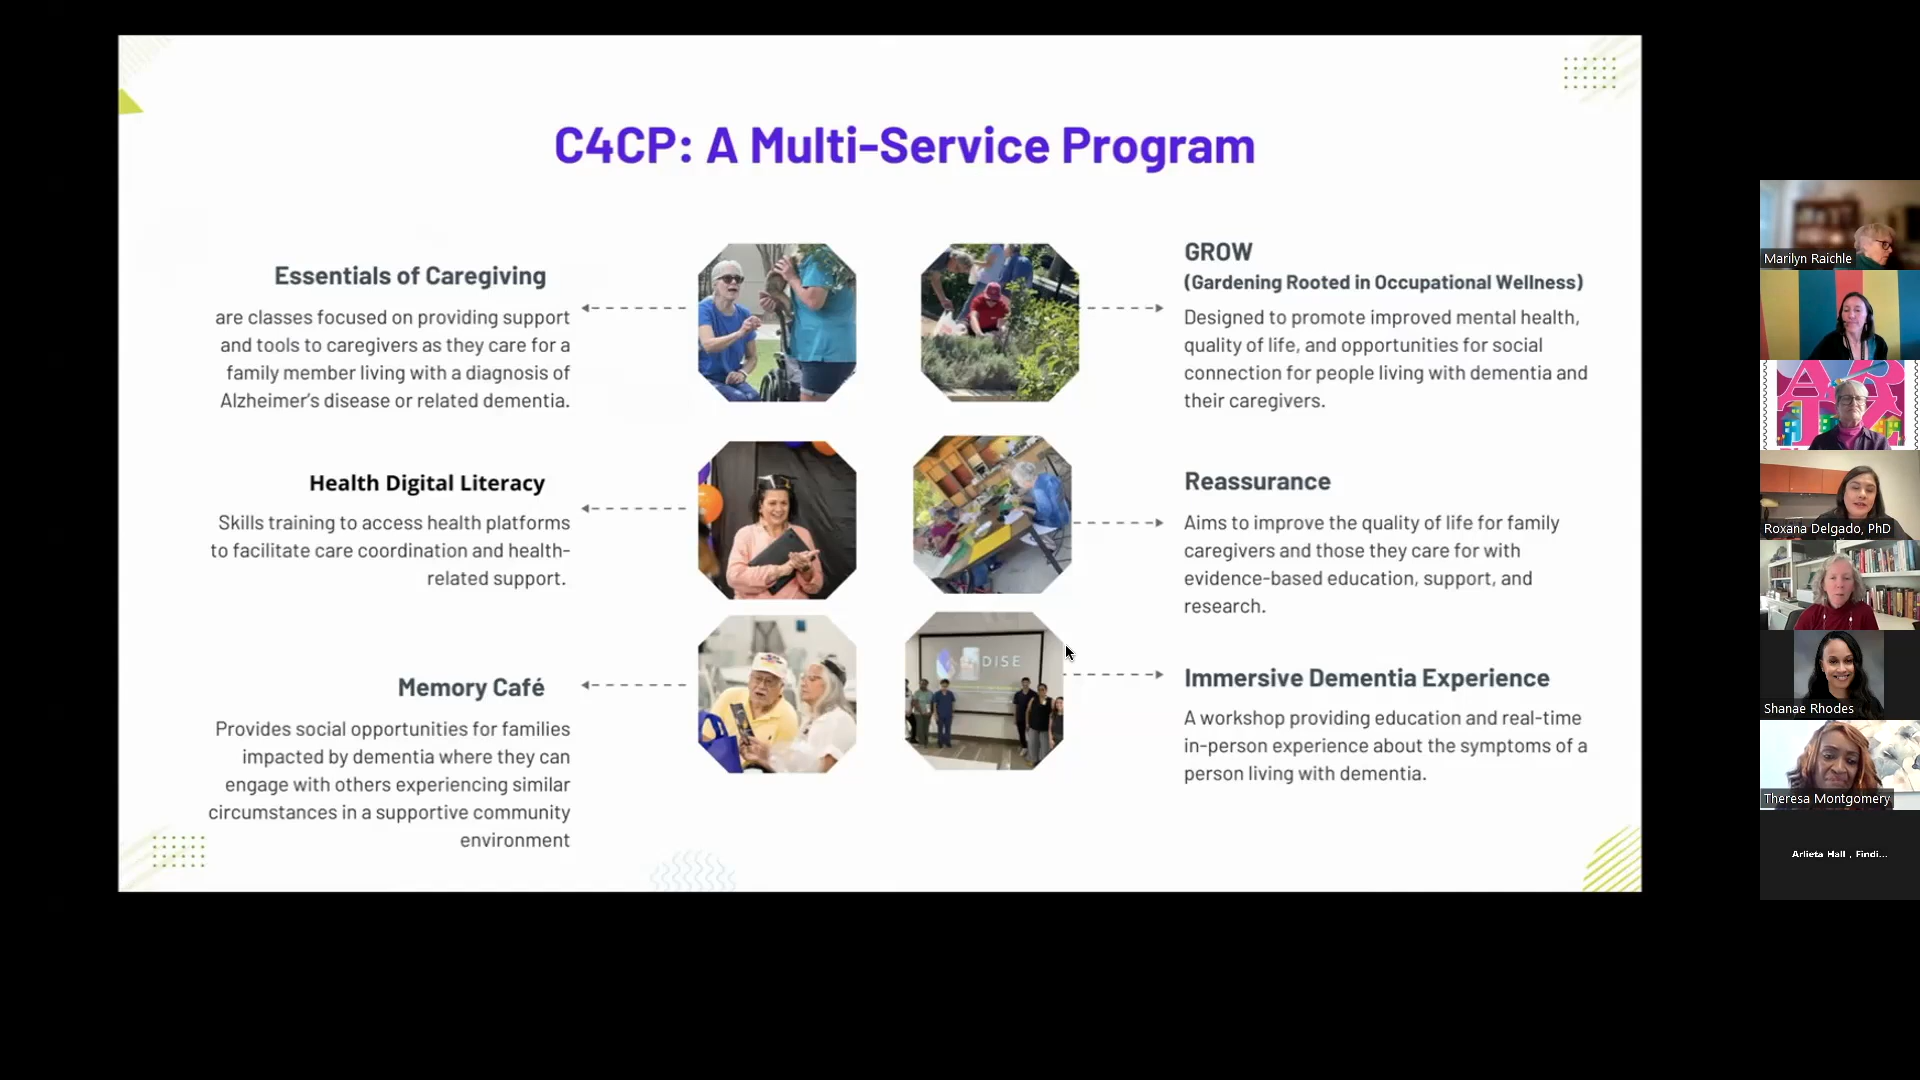 C4CP: A Multi-Service Program
Essentials of Caregiving
are classes focused on providing support
and tools to caregivers as they care for a
family member living with a diagnosis of
Alzheimer's disease or related dementia.
Health Digital Literacy
Skills training to access health platforms
to facilitate care coordination and health-
related support.
Memory Café
Provides social opportunities for families
impacted by dementia where they can
engage with others experiencing similar
circumstances in a supportive community
environment
GROW
(Gardening Rooted in Occupational Wellness)
Designed to promote improved mental health,
quality of life, and opportunities for social
connection for people living with dementia and
their caregivers.
Reassurance
Aims to improve the quality of life for family
caregivers and those they care for with
evidence-based education, support, and
research.
DISE
Immersive Dementia Experience
A workshop providing education and real-time
in-person experience about the symptoms of a
person living with dementia.
Marilyn Raichle
Roxana Delgado, PhD
Shanae Rhodes
Theresa Montgomery
Arlieta Hall , Findi...